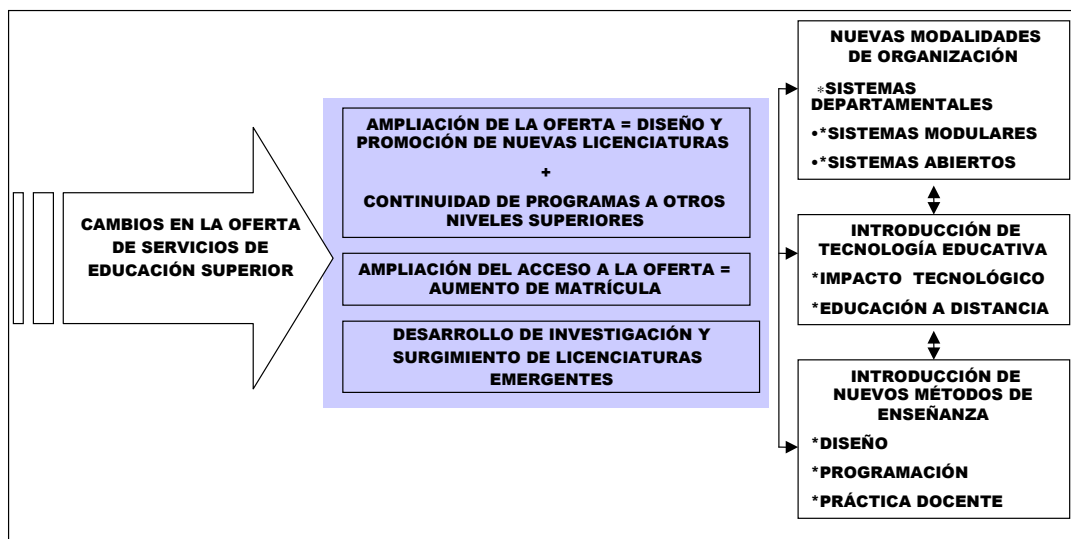 CAMBIOS EN LA OFERTA
DE SERVICIOS DE
EDUCACIÓN SUPERIOR
AMPLIACIÓN DE LA OFERTA = DISEÑO Y
PROMOCIÓN DE NUEVAS LICENCIATURAS
+
CONTINUIDAD DE PROGRAMAS A OTROS
NIVELES SUPERIORES
AMPLIACIÓN DEL ACCESO A LA OFERTA =
AUMENTO DE MATRÍCULA
DESARROLLO DE INVESTIGACIÓN Y
SURGIMIENTO DE LICENCIATURAS
EMERGENTES
NUEVAS MODALIDADES
DE ORGANIZACIÓN
*SISTEMAS
DEPARTAMENTALES
•*SISTEMAS MODULARES
•*SISTEMAS ABIERTOS
INTRODUCCIÓN DE
TECNOLOGÍA EDUCATIVA
*IMPACTO TECNOLÓGICO
*EDUCACIÓN A DISTANCIA
INTRODUCCIÓN DE
NUEVOS MÉTODOS DE
ENSEÑANZA
*DISEÑO
*PROGRAMACIÓN
*PRÁCTICA DOCENTE